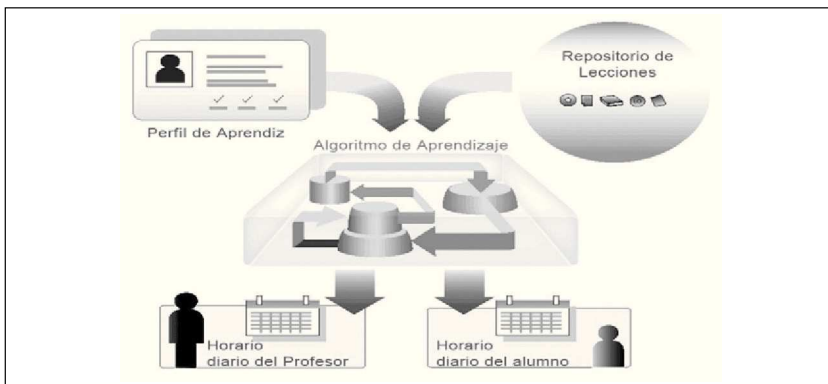 Repositorio de
Lecciones
Perfil de Aprendiz
Algoritmo de Aprendizaje
Horario
diario del Profesor
Horario
diario del alumno